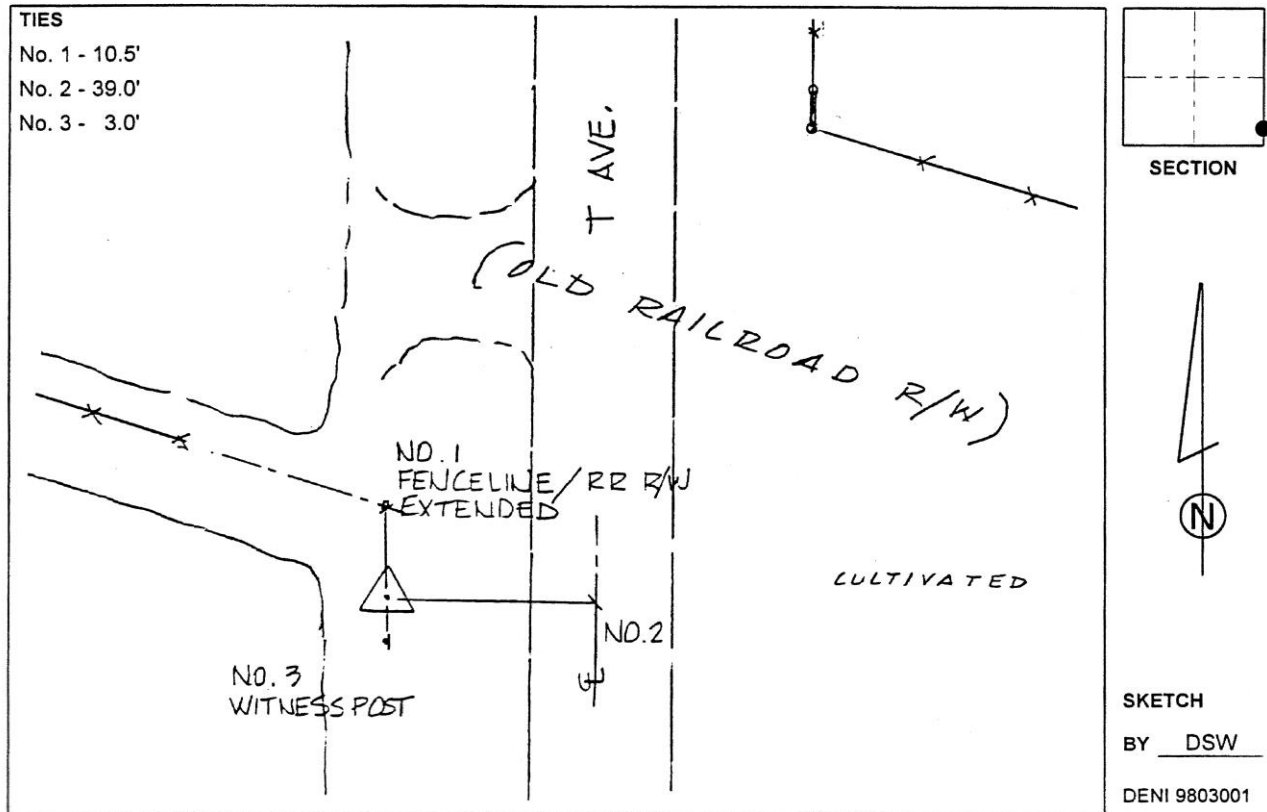 TIES
No. 1 - 10.5'
No. 2 - 39.0'
No. 3 - 3.0'
T AVE.
(OLD RAILROAD R/W)
NO. 1
FENCELINE / RR R/W
EXTENDED
NO.2
CULTIVATED
NO. 3
WITNESS POST
℄
SECTION
N
SKETCH
BY DSW
DENI 9803001